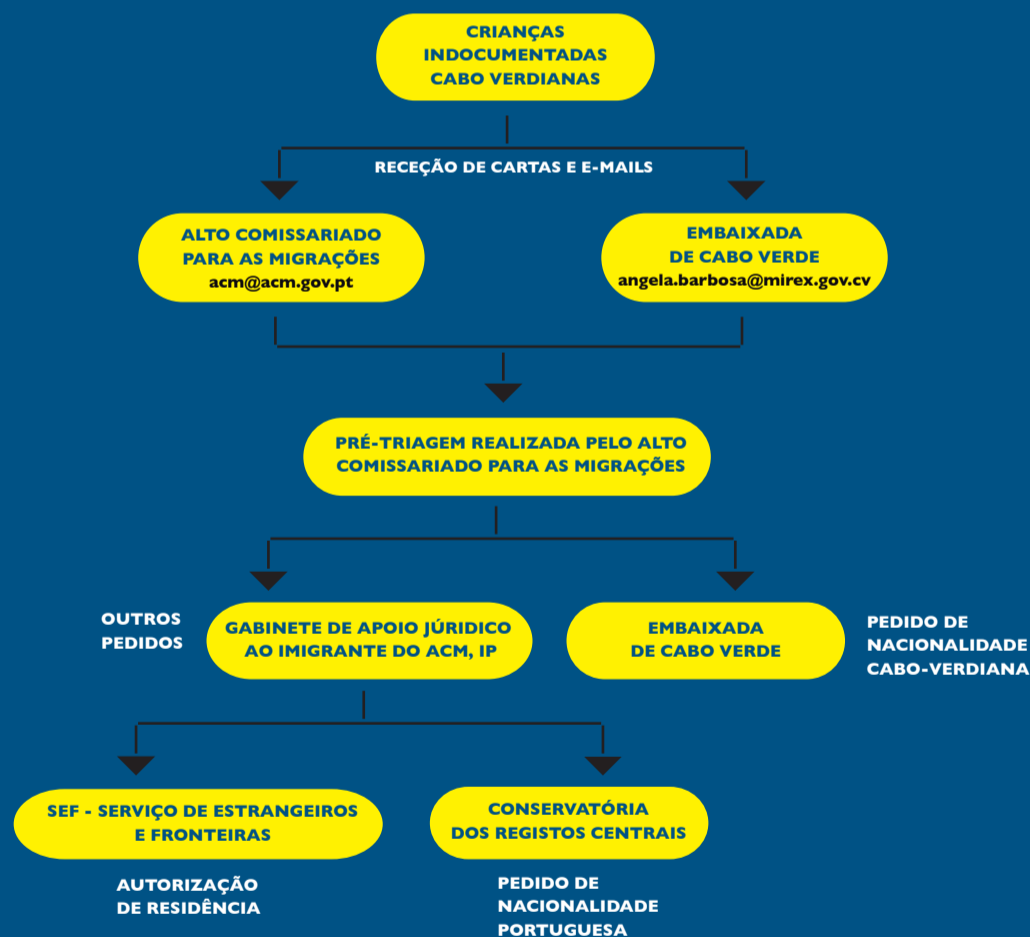 CRIANÇAS
INDOCUMENTADAS
CABO VERDIANAS
RECEÇÃO DE CARTAS E E-MAILS
ALTO COMISSARIADO
PARA AS MIGRAÇÕES
acm@acm.gov.pt
EMBAIXADA
DE CABO VERDE
angela.barbosa@mirex.gov.cv
PRÉ-TRIAGEM REALIZADA PELO ALTO
COMISSARIADO PARA AS MIGRAÇÕES
OUTROS
PEDIDOS
GABINETE DE APOIO JÚRIDICO
AO IMIGRANTE DO ACM, IP
EMBAIXADA
DE CABO VERDE
PEDIDO DE
NACIONALIDADE
CABO-VERDIANA
SEF - SERVIÇO DE ESTRANGEIROS
E FRONTEIRAS
AUTORIZAÇÃO
DE RESIDÊNCIA
CONSERVATÓRIA
DOS REGISTOS CENTRAIS
PEDIDO DE
NACIONALIDADE
PORTUGUESA